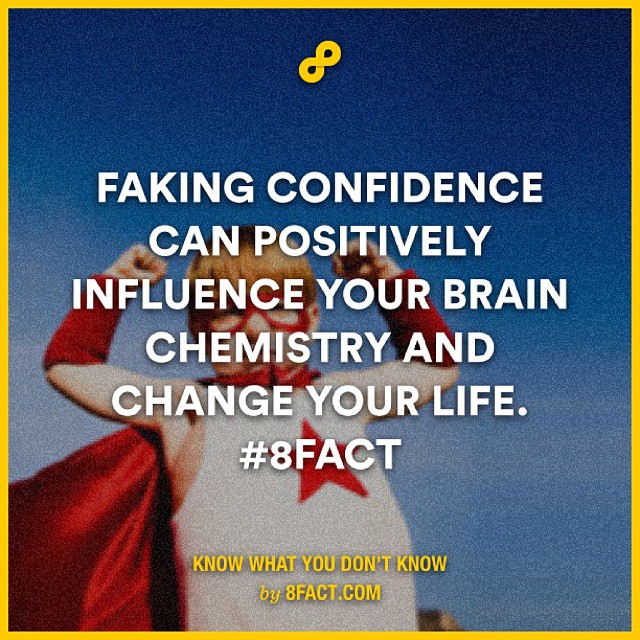 FAKING CONFIDENCE
CAN POSITIVELY
INFLUENCE YOUR BRAIN
CHEMISTRY AND
CHANGE YOUR LIFE.
#8FACT
KNOW WHAT YOU DON'T KNOW
by 8FACT.COM